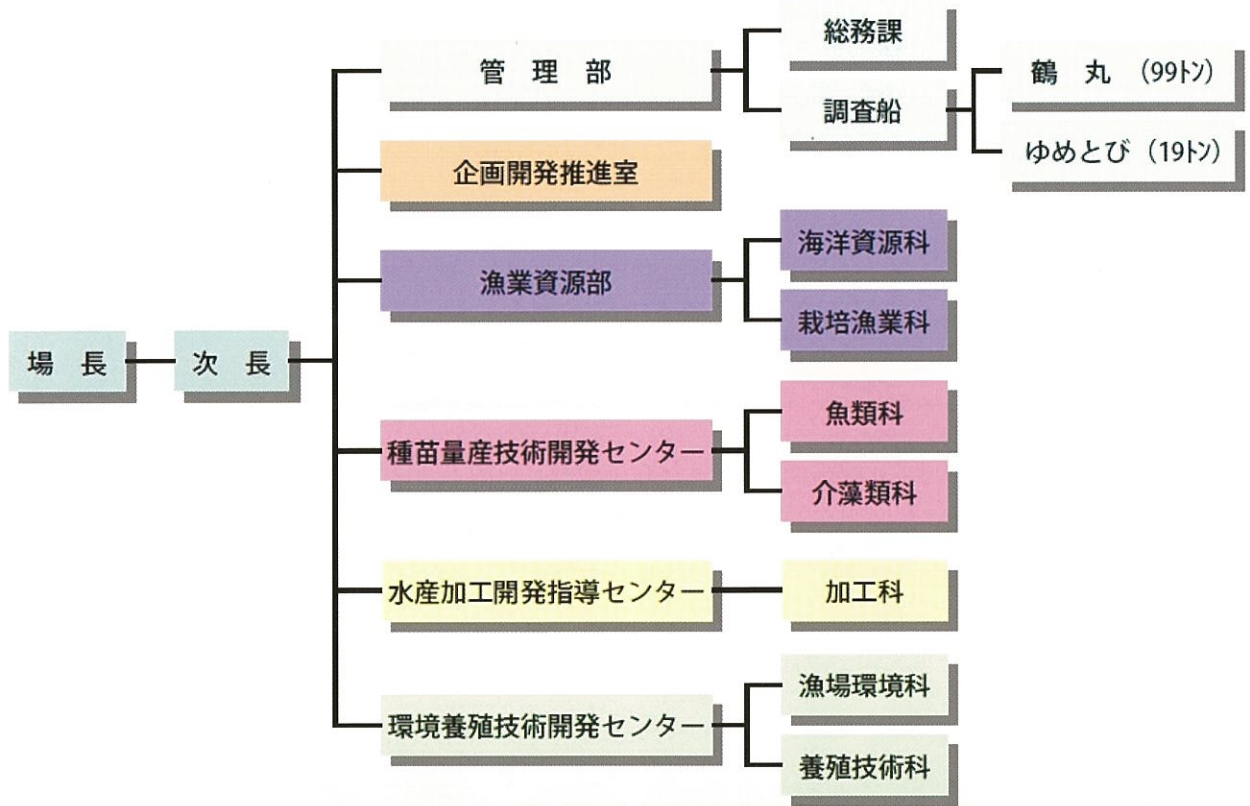 場　長
次　長
管　理　部
総務課
調査船
鶴　丸　(99トン)
ゆめとび (19トン)
企画開発推進室
漁業資源部
海洋資源科
栽培漁業科
種苗量産技術開発センター
魚類科
介藻類科
水産加工開発指導センター
加工科
環境養殖技術開発センター
漁場環境科
養殖技術科